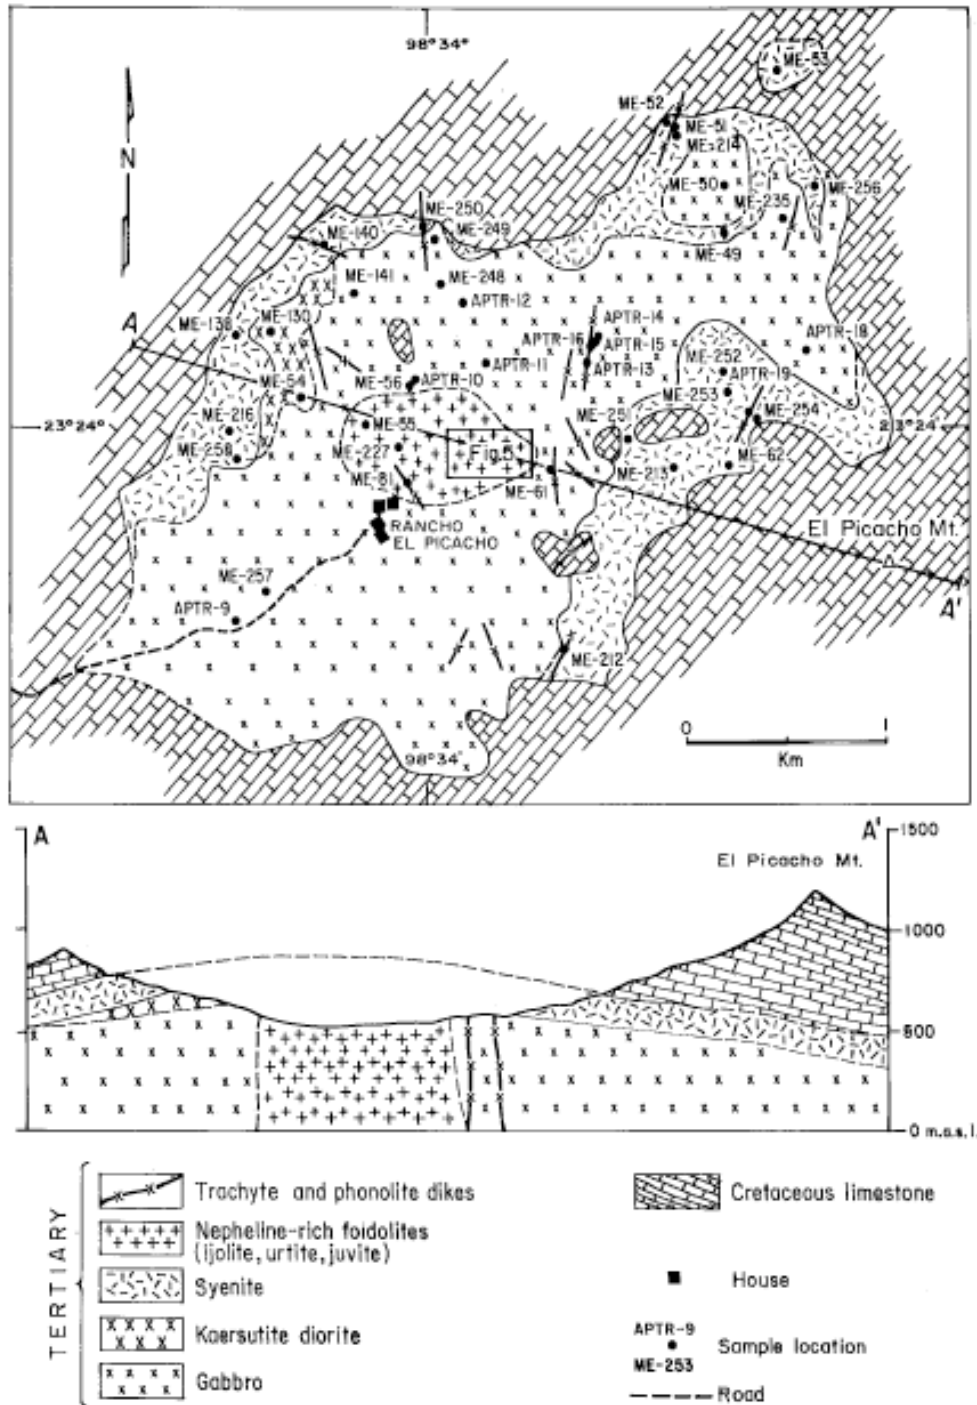 98°34°
ME-53
ME-52
ME-51
ME-214
N
ME-50
ME-256
ME-235
ME-250
ME-249
ME-140
ME-49
ME-141
ME-248
APTR-12
A
ME-138
ME-130
APTR-14
APTR-16
APTR-15
APTR-18
ME-252
APTR-11
APTR-13
APTR-19
ME-56
APTR-10
ME-54
ME-253
ME-216
ME-55
ME-251
ME-254
23°24'
23°24'
ME-258
ME-227
Fig.5
ME-81
ME-61
ME-213
ME-62
RANCHO
EL PICACHO
El Picacho Mt.
ME-257
APTR-9
A'
ME-212
0 1
Km
98°34'
A
A'
1500
El Picacho Mt.
1000
500
0 m.a.s.l.
TERTIARY
Trachyte and phonolite dikes
Nepheline-rich foidolites
(ijolite, urtite, juvite)
Syenite
Kaersutite diorite
Gabbro
Cretaceous limestone
House
APTR-9
Sample location
ME-253
Road